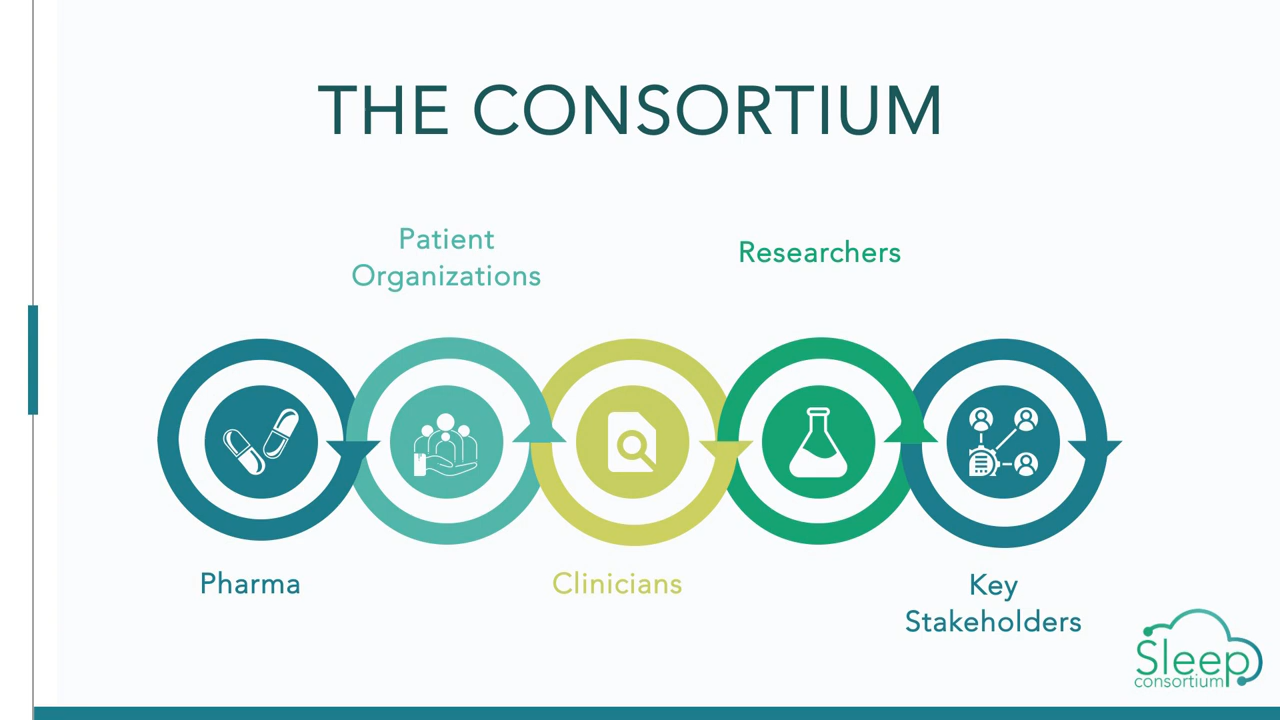 THE CONSORTIUM
Patient
Organizations
Researchers
Pharma
Clinicians
Key
Stakeholders
Sleep
consortium